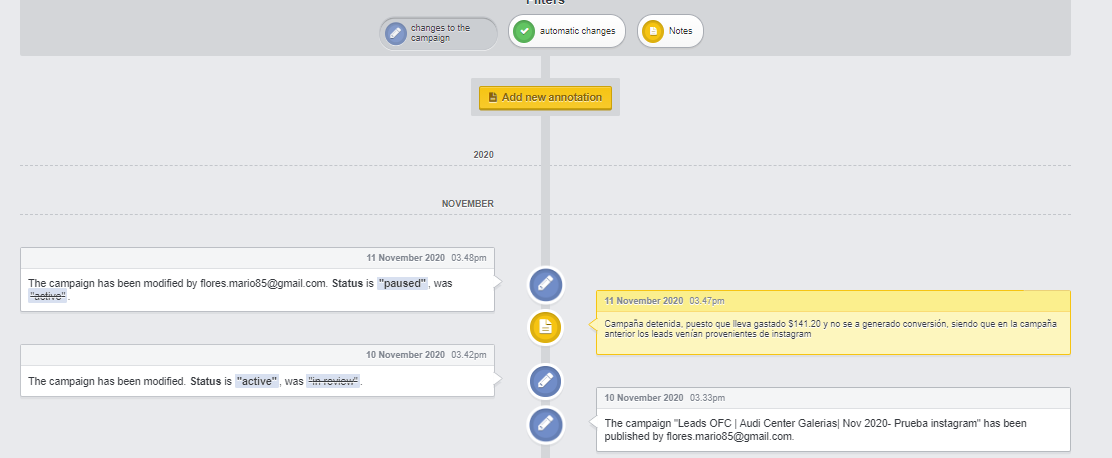 Filters
changes to the
campaign
automatic changes
Notes
Add new annotation
2020
NOVEMBER
11 November 2020 03.48pm
The campaign has been modified by flores.mario85@gmail.com. Status is "paused", was
"active".
11 November 2020 03.47pm
Campaña detenida, puesto que lleva gastado $141.20 y no se a generado conversión, siendo que en la campaña
anterior los leads venían provenientes de instagram
10 November 2020 03.42pm
The campaign has been modified. Status is "active", was "in review".
10 November 2020 03.33pm
The campaign "Leads OFC | Audi Center Galerias| Nov 2020- Prueba instagram" has been
published by flores.mario85@gmail.com.